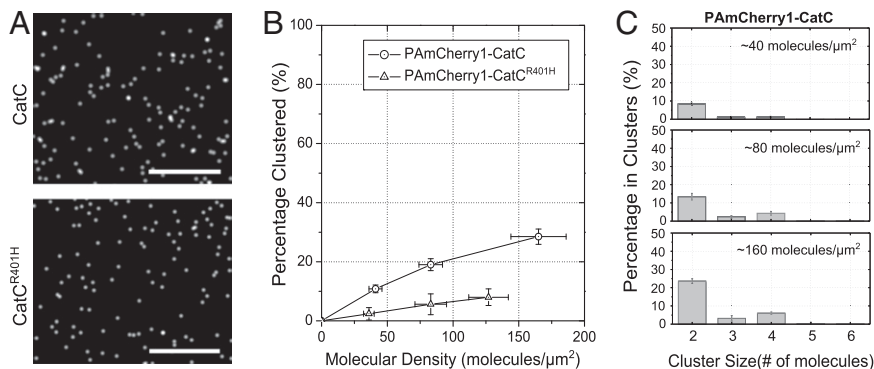 A
CatC
CatC^R401H
B
Percentage Clustered (%)
100
80
60
40
20
0
PAmCherry1-CatC
PAmCherry1-CatC^R401H
0 50 100 150 200
Molecular Density (molecules/µm²)
C
PAmCherry1-CatC
Percentage in Clusters (%)
50
40
30
20
10
0
~40 molecules/µm²
50
40
30
20
10
0
~80 molecules/µm²
50
40
30
20
10
0
~160 molecules/µm²
2 3 4 5 6
Cluster Size(# of molecules)